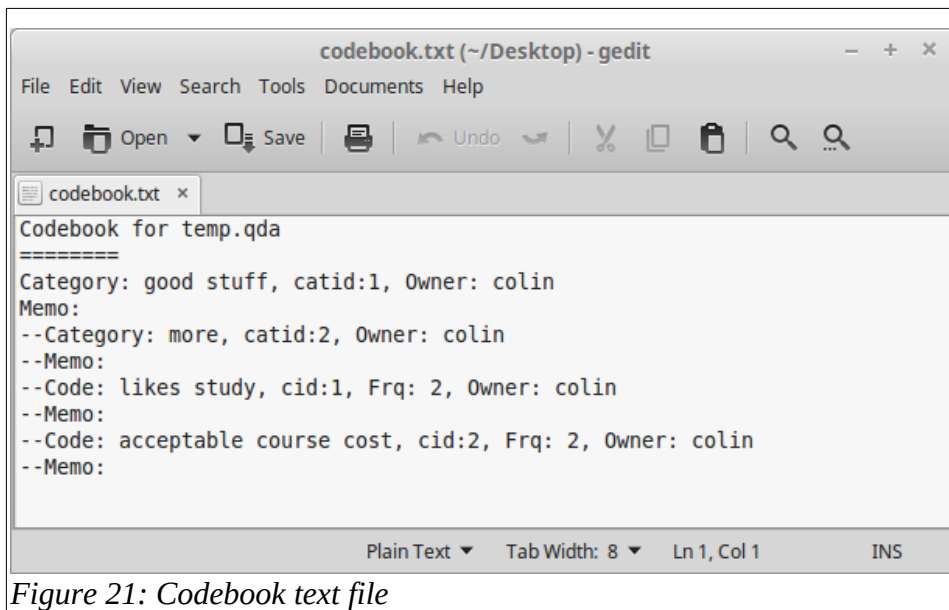 codebook.txt (~/Desktop) - gedit
File Edit View Search Tools Documents Help
Open Save Undo
codebook.txt ×
Codebook for temp.qda
========
Category: good stuff, catid:1, Owner: colin
Memo:
--Category: more, catid:2, Owner: colin
--Memo:
--Code: likes study, cid:1, Frq: 2, Owner: colin
--Memo:
--Code: acceptable course cost, cid:2, Frq: 2, Owner: colin
--Memo:
Plain Text Tab Width: 8 Ln 1, Col 1 INS
Figure 21: Codebook text file